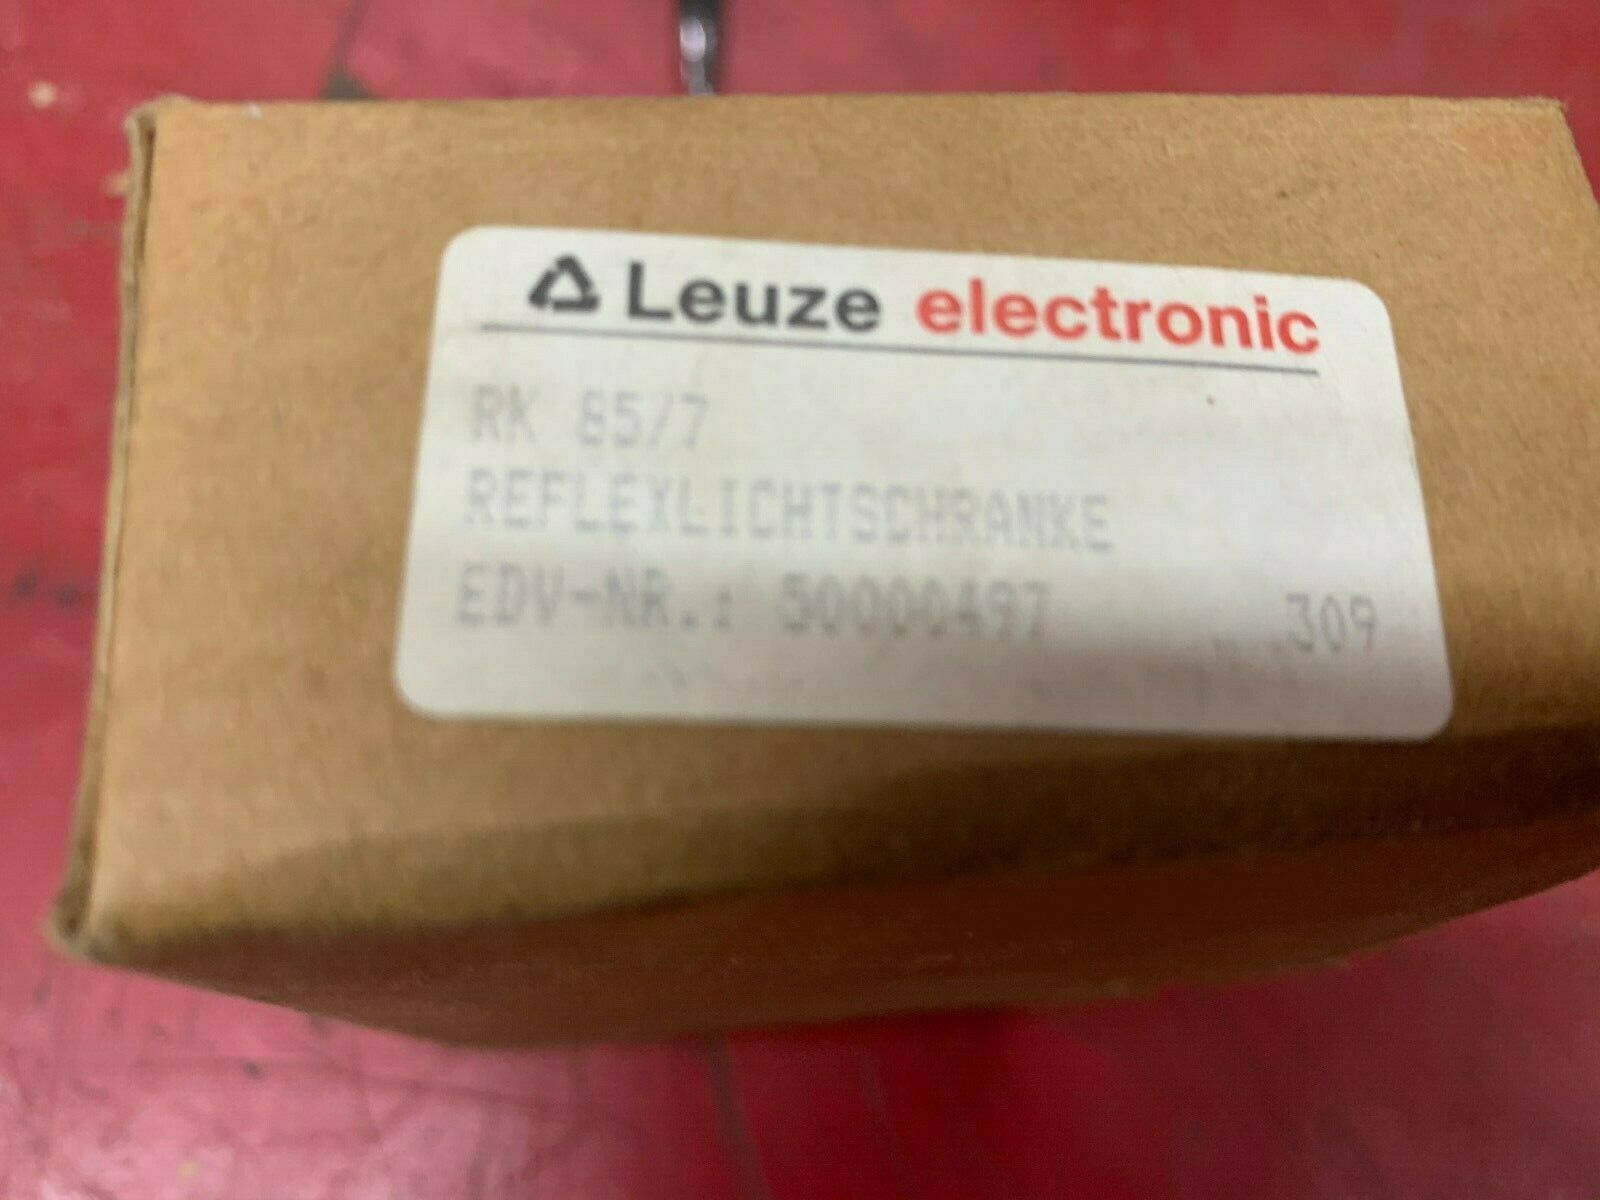 Leuze electronic
RK 85/7
REFLEXLICHTSCHRANKE
EDV-NR.: 50000497 309